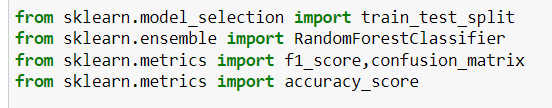 from sklearn.model_selection import train_test_split
from sklearn.ensemble import RandomForestClassifier
from sklearn.metrics import f1_score,confusion_matrix
from sklearn.metrics import accuracy_score